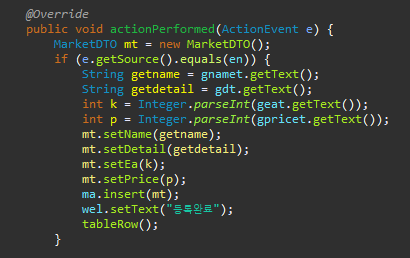 @Override
public void actionPerformed(ActionEvent e) {
MarketDTO mt = new MarketDTO();
if (e.getSource().equals(en)) {
String getname = gnamet.getText();
String getdetail = gdt.getText();
int k = Integer.parseInt(geat.getText());
int p = Integer.parseInt(gpricet.getText());
mt.setName(getname);
mt.setDetail(getdetail);
mt.setEa(k);
mt.setPrice(p);
ma.insert(mt);
wel.setText("등록완료");
tableRow();
}